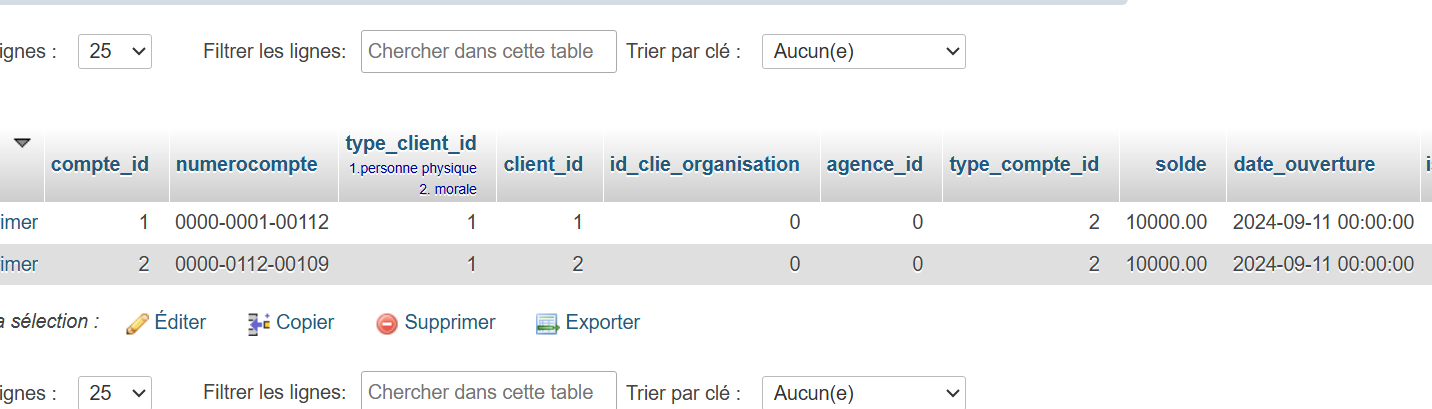 ignes : 25 Filtrer les lignes: Chercher dans cette table Trier par clé : Aucun(e)
compte_id numerocompte type_client_id 1.personne physique 2. morale client_id id_clie_organisation agence_id type_compte_id solde date_ouverture
imer 1 0000-0001-00112 1 1 0 0 2 10000.00 2024-09-11 00:00:00
imer 2 0000-0112-00109 1 2 0 0 2 10000.00 2024-09-11 00:00:00
a sélection : Éditer Copier Supprimer Exporter
ignes : 25 Filtrer les lignes: Chercher dans cette table Trier par clé : Aucun(e)